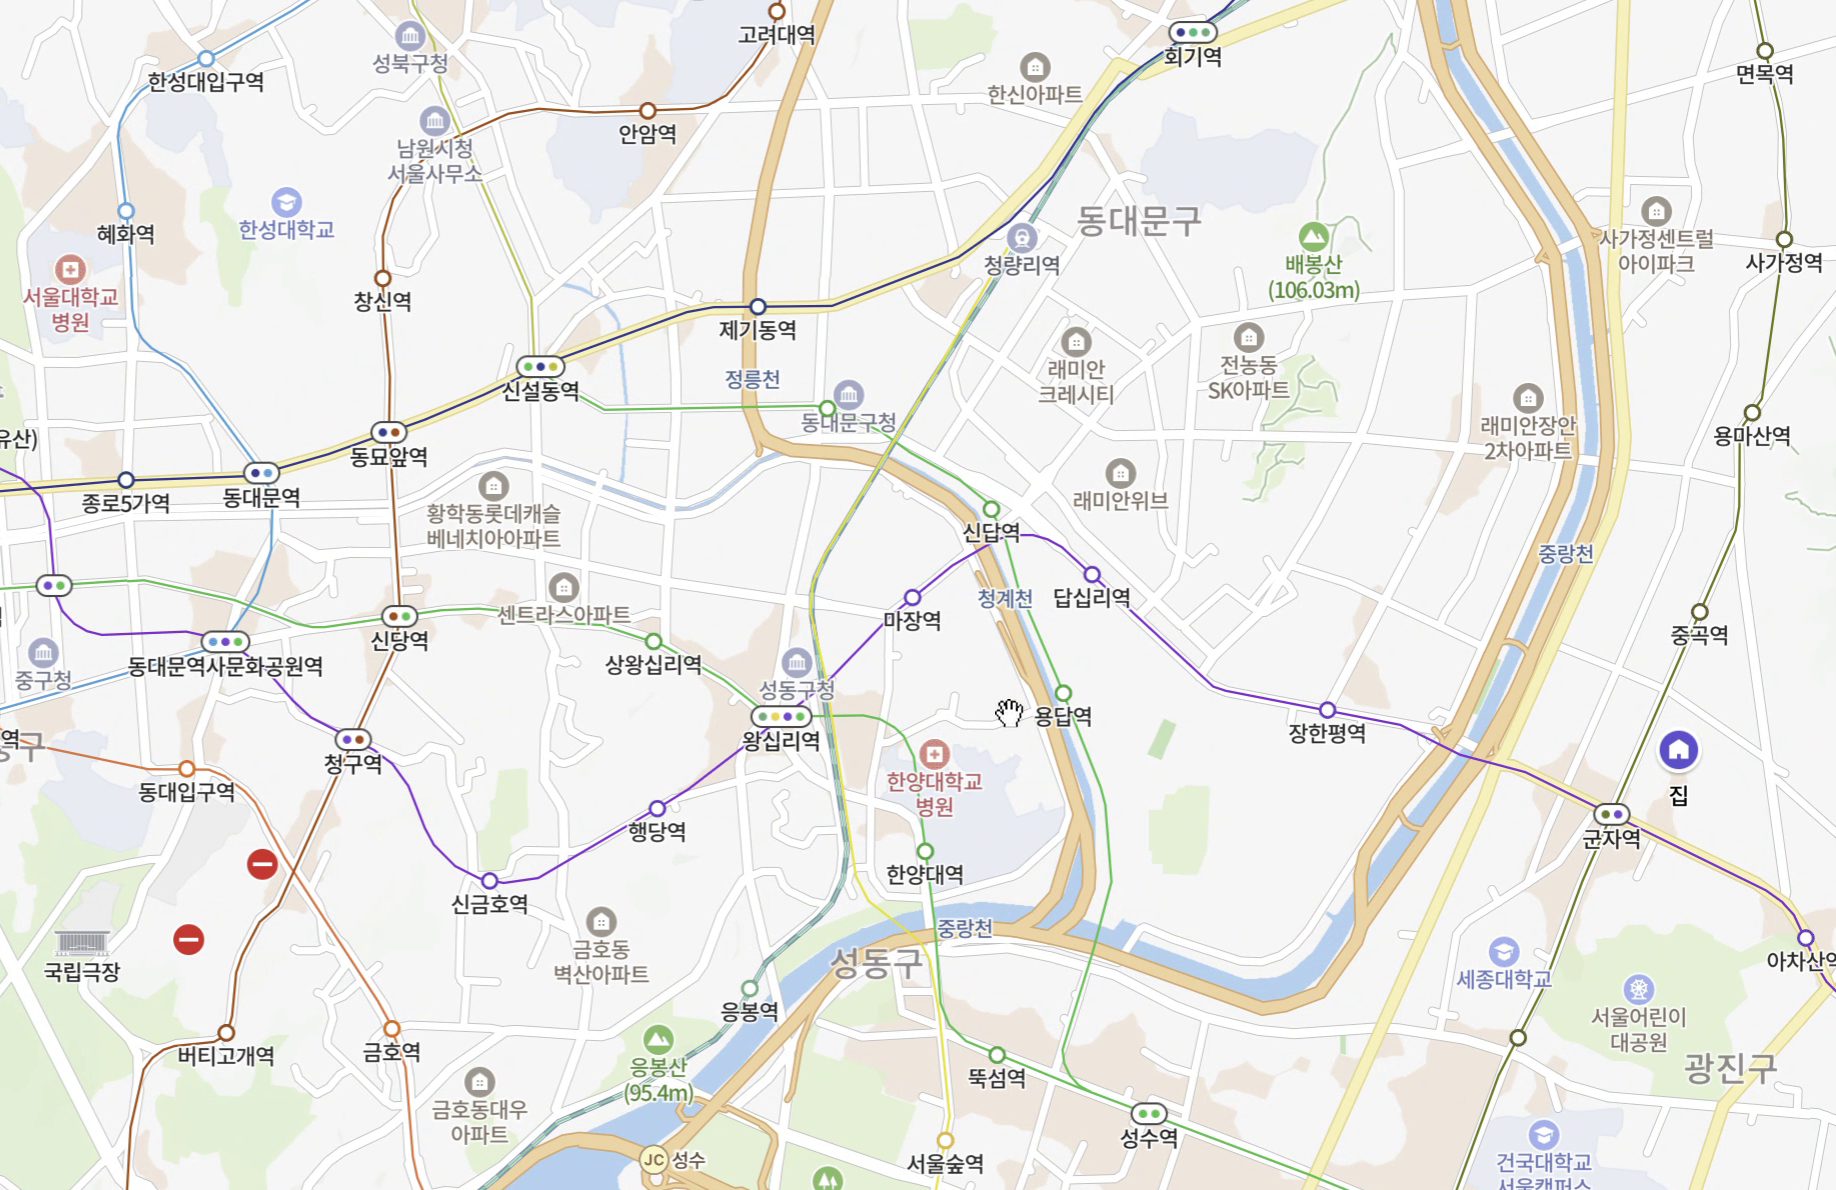 고려대역
성북구청
한성대입구역
회기역
한신아파트
면목역
안암역
남원시청
서울사무소
혜화역
한성대학교
동대문구
청량리역
배봉산
(106.03m)
사가정센트럴
아이파크
사가정역
서울대학교
병원
창신역
제기동역
정릉천
래미안
크레시티
전농동
SK아파트
신설동역
동대문구청
래미안장안
2차아파트
용마산역
유산)
동묘앞역
종로5가역
동대문역
황학동롯데캐슬
베네치아아파트
래미안위브
신답역
중랑천
청계천
답십리역
마장역
센트라스아파트
신당역
중곡역
상왕십리역
동대문역사문화공원역
중구청
성동구청
용답역
왕십리역
장한평역
역
구
청구역
동대입구역
한양대학교
병원
집
행당역
군자역
한양대역
신금호역
중랑천
금호동
벽산아파트
성동구
국립극장
세종대학교
아차산역
응봉역
서울어린이
대공원
버티고개역
금호역
응봉산
(95.4m)
뚝섬역
광진구
금호동대우
아파트
성수역
JC 성수
서울숲역
건국대학교
서울캠퍼스